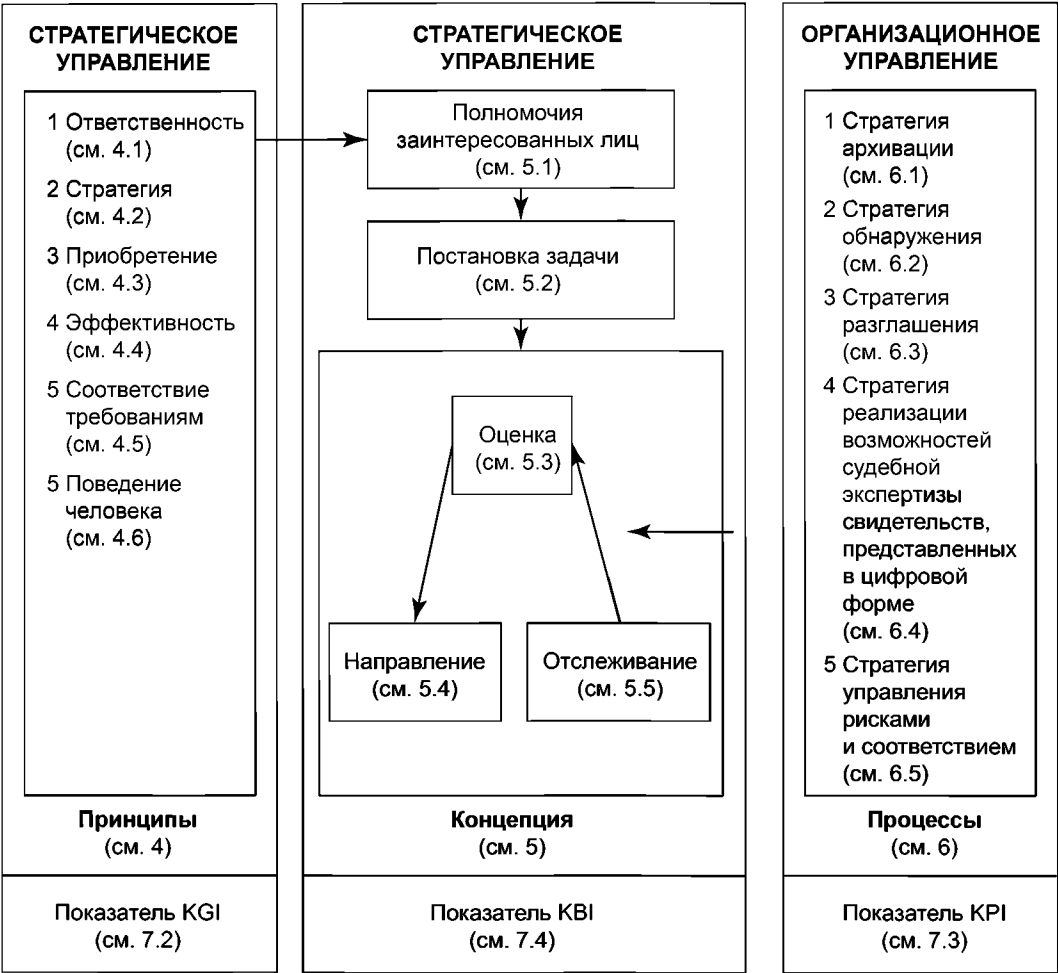 СТРАТЕГИЧЕСКОЕ
УПРАВЛЕНИЕ
1 Ответственность
(см. 4.1)
2 Стратегия
(см. 4.2)
3 Приобретение
(см. 4.3)
4 Эффективность
(см. 4.4)
5 Соответствие
требованиям
(см. 4.5)
5 Поведение
человека
(см. 4.6)
Принципы
(см. 4)
Показатель KGI
(см. 7.2)
СТРАТЕГИЧЕСКОЕ
УПРАВЛЕНИЕ
Полномочия
заинтересованных лиц
(см. 5.1)
Постановка задачи
(см. 5.2)
Оценка
(см. 5.3)
Направление
(см. 5.4)
Отслеживание
(см. 5.5)
Концепция
(см. 5)
Показатель KBI
(см. 7.4)
ОРГАНИЗАЦИОННОЕ
УПРАВЛЕНИЕ
1 Стратегия
архивации
(см. 6.1)
2 Стратегия
обнаружения
(см. 6.2)
3 Стратегия
разглашения
(см. 6.3)
4 Стратегия
реализации
возможностей
судебной
экспертизы
свидетельств,
представленных
в цифровой
форме
(см. 6.4)
5 Стратегия
управления
рисками
и соответствием
(см. 6.5)
Процессы
(см. 6)
Показатель KPI
(см. 7.3)